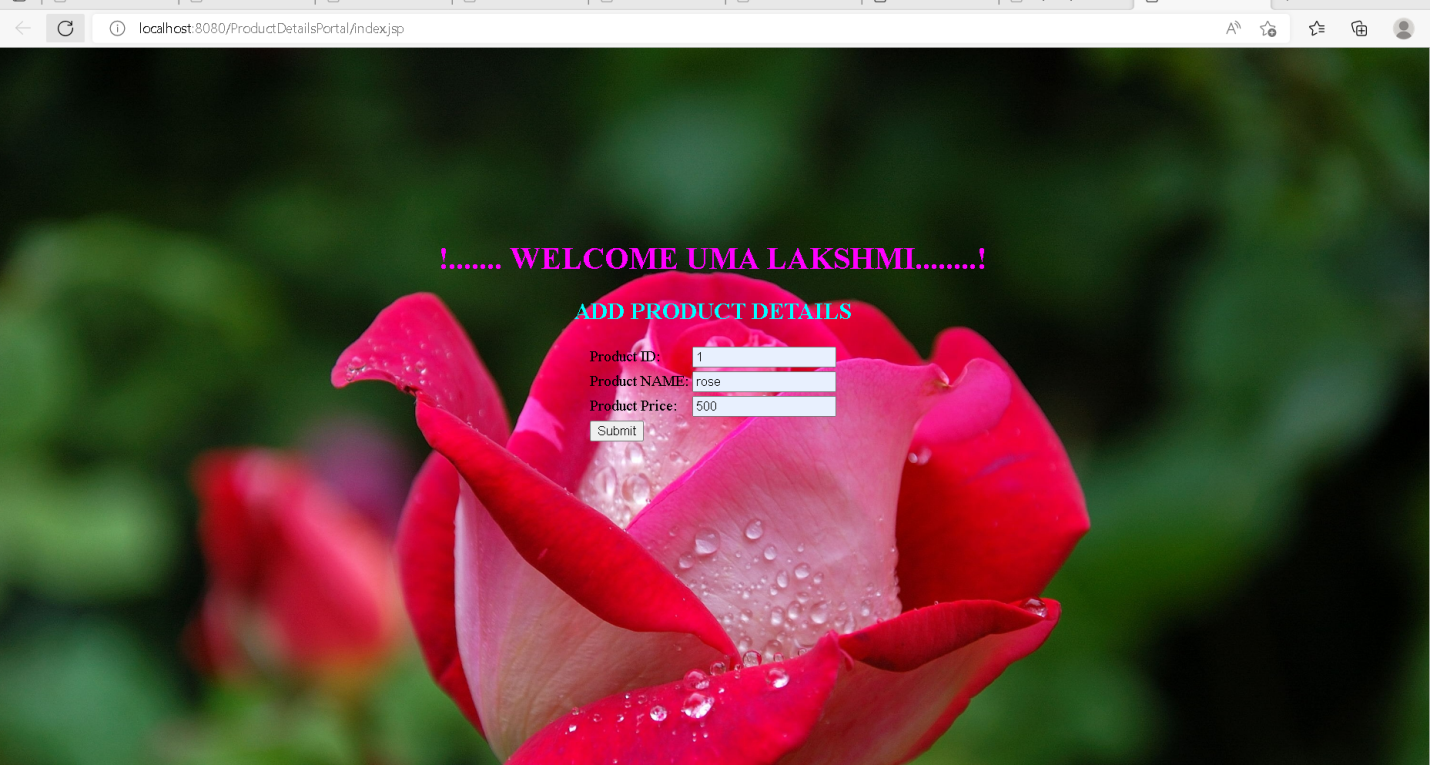 localhost:8080/ProductDetailsPortal/index.jsp
!....... WELCOME UMA LAKSHMI........!
ADD PRODUCT DETAILS
Product ID: 1
Product NAME: rose
Product Price: 500
Submit